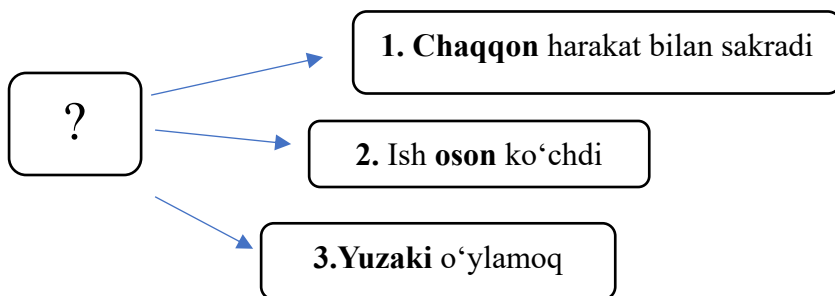 1. Chaqqon harakat bilan sakradi
?
2. Ish oson ko‘chdi
3.Yuzaki o‘ylamoq